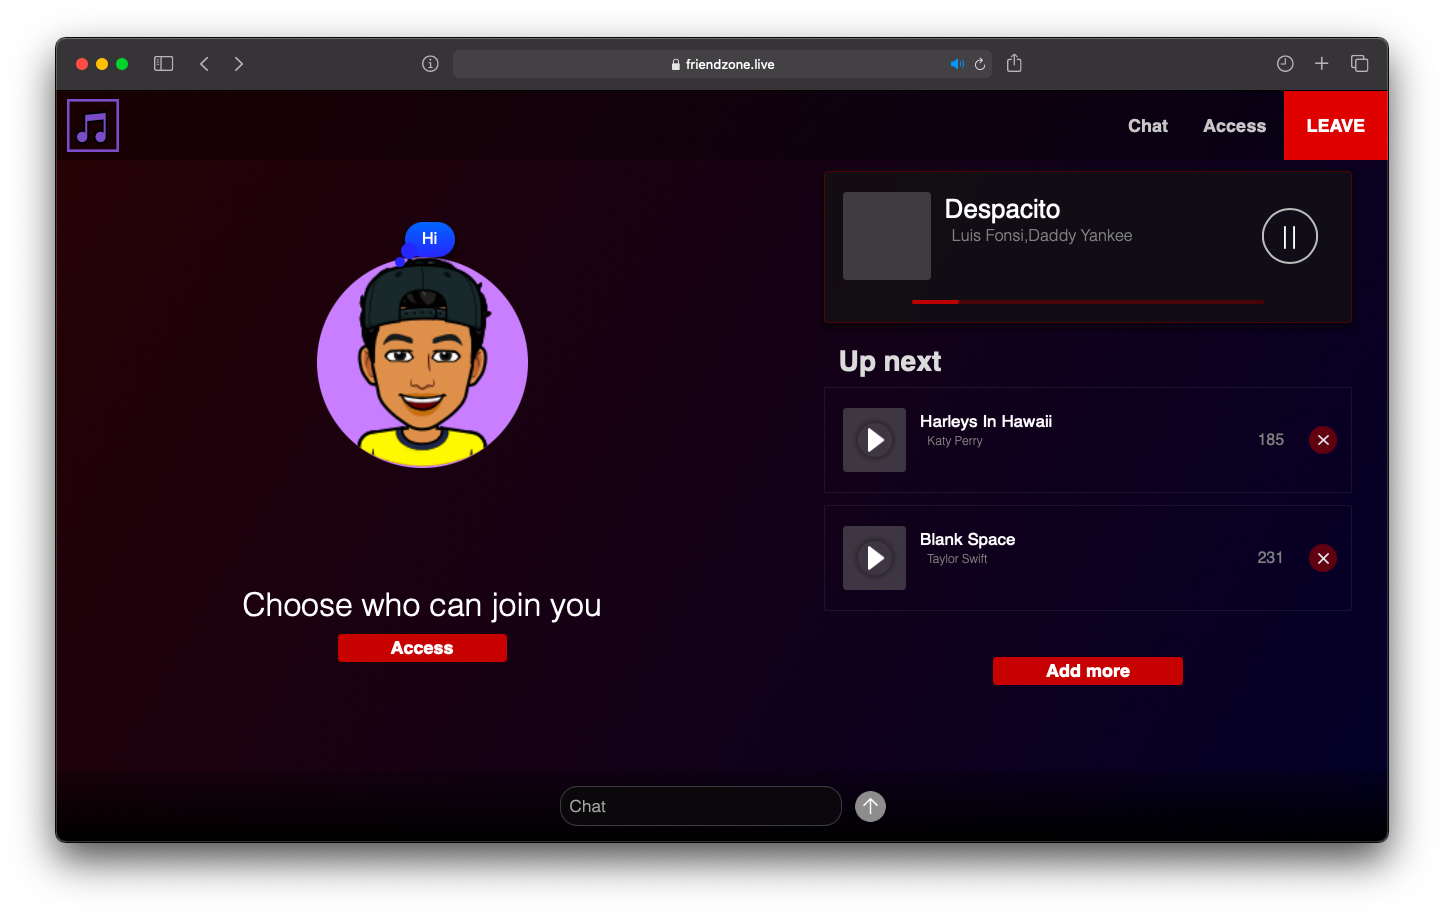 friendzone.live
Chat
Access
LEAVE
Hi
Despacito
Luis Fonsi,Daddy Yankee
Up next
Harleys In Hawaii
Katy Perry
185
Blank Space
Taylor Swift
231
Choose who can join you
Access
Add more
Chat